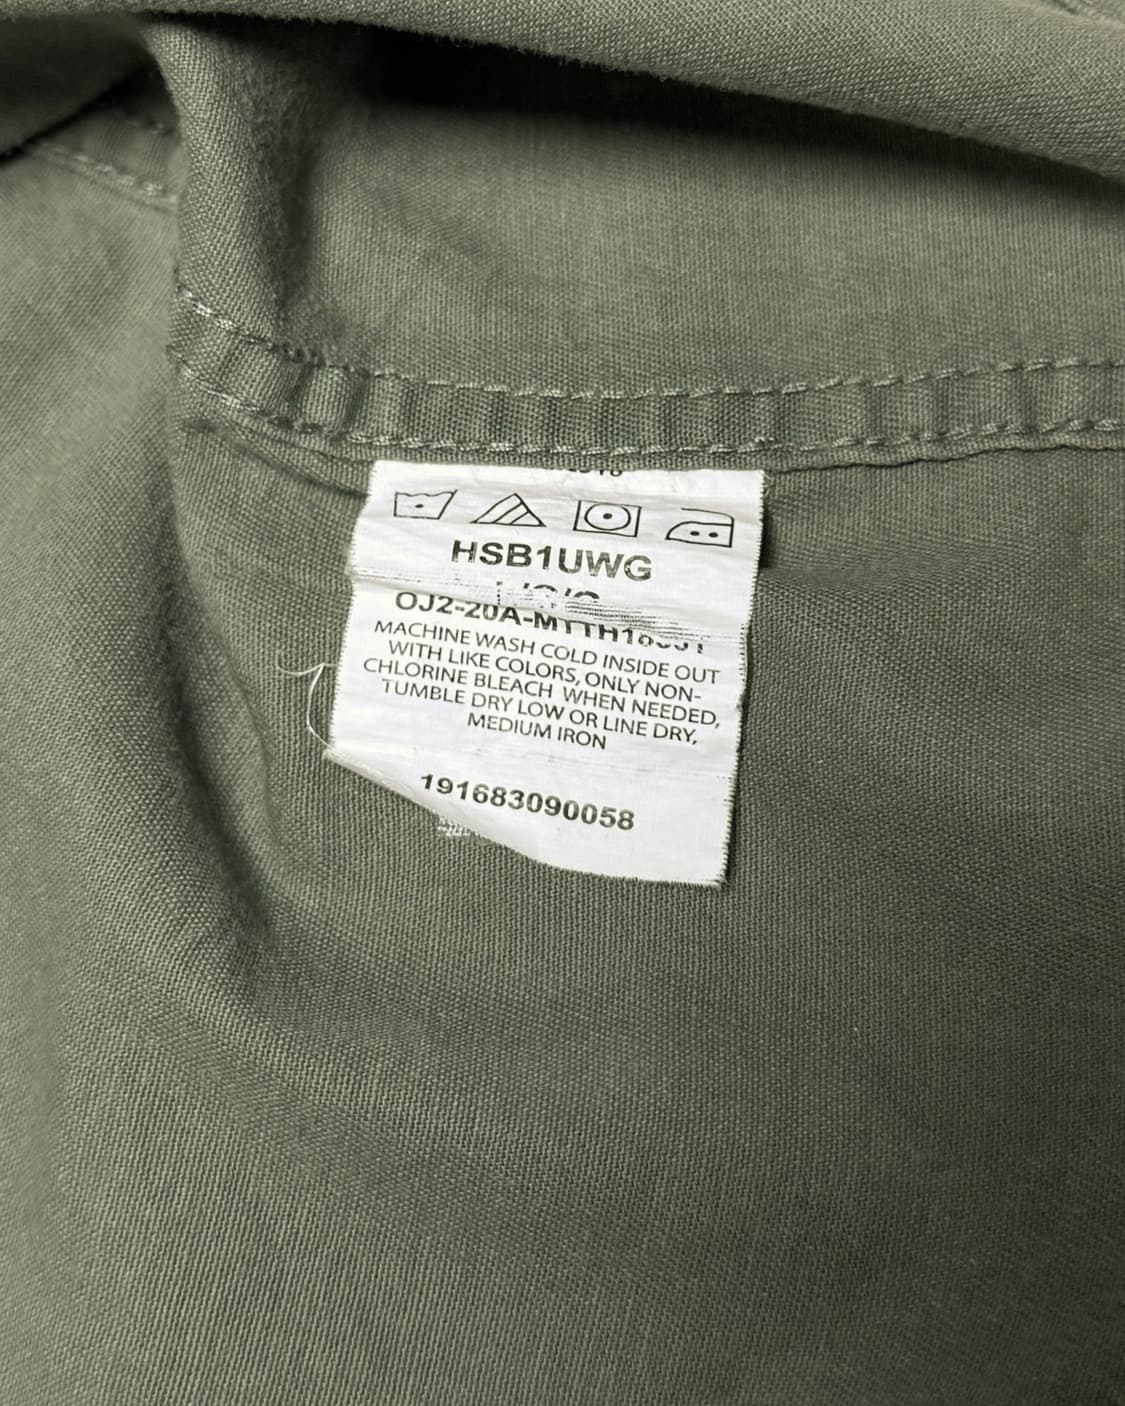 HSB1UWG
MACHINE WASH COLD INSIDE OUT
WITH LIKE COLORS, ONLY NON-
CHLORINE BLEACH WHEN NEEDED,
TUMBLE DRY LOW OR LINE DRY,
MEDIUM IRON
191683090058